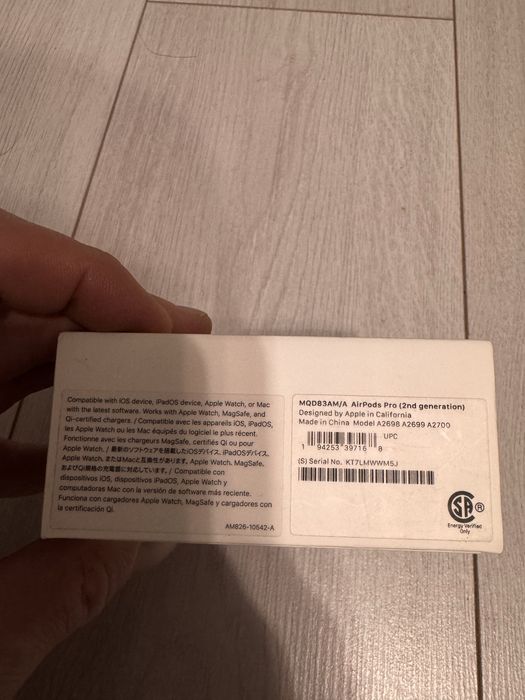 Compatible with iOS device, iPadOS device, Apple Watch, or Mac
with the latest software. Works with Apple Watch, MagSafe, and
Qi-certified chargers. / Compatible avec les appareils iOS, iPadOS,
les Apple Watch ou les Mac équipés du logiciel le plus récent.
Fonctionne avec les chargeurs MagSafe, certifiés Qi ou pour
Apple Watch. / 最新のソフトウェアを搭載したiOSデバイス、iPadOSデバイス、
Apple Watch、またはMacと互換性があります。Apple Watch、MagSafe、
およびQi規格の充電器に対応しています。/ Compatible con
dispositivos iOS, dispositivos iPadOS, Apple Watch y
computadoras Mac con la versión de software más reciente.
Funciona con cargadores Apple Watch, MagSafe y cargadores con
la certificación Qi.
AM826-10542-A
MQD83AM/A AirPods Pro (2nd generation)
Designed by Apple in California
Made in China Model A2698 A2699 A2700
UPC
1 94253 39716 8
(S) Serial No. KT7LMWWM5J
SA ®
Energy Verified
Only